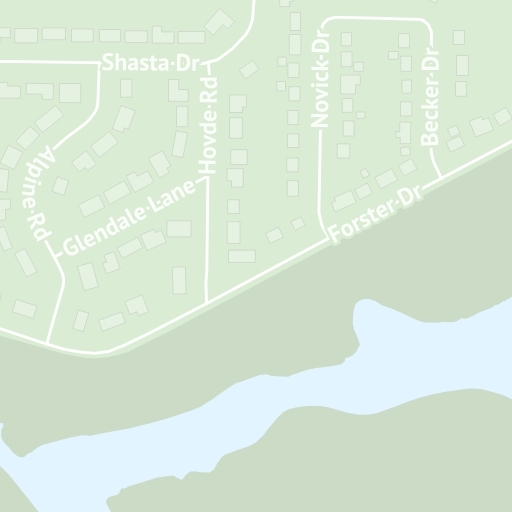 Shasta Dr
Novick Dr
Becker Dr
Hovde Rd
Alpine Rd
Glendale Lane
Forster Dr